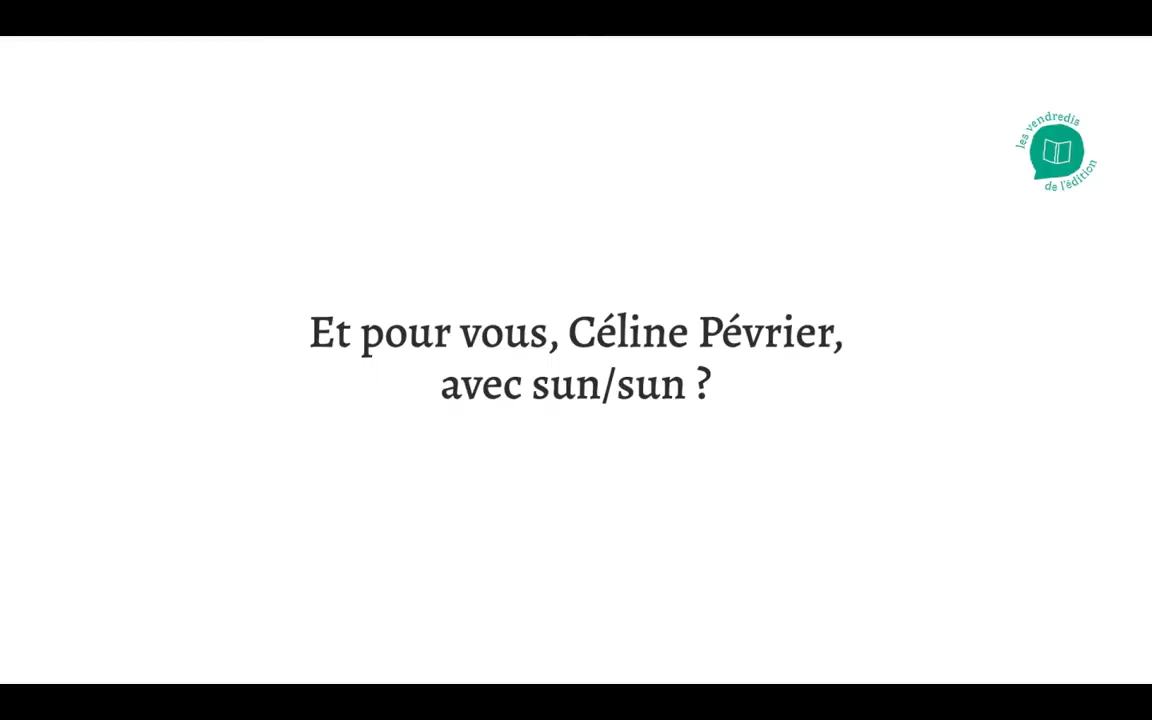 les vendredis
de l'édition
Et pour vous, Céline Pévrier,
avec sun/sun ?